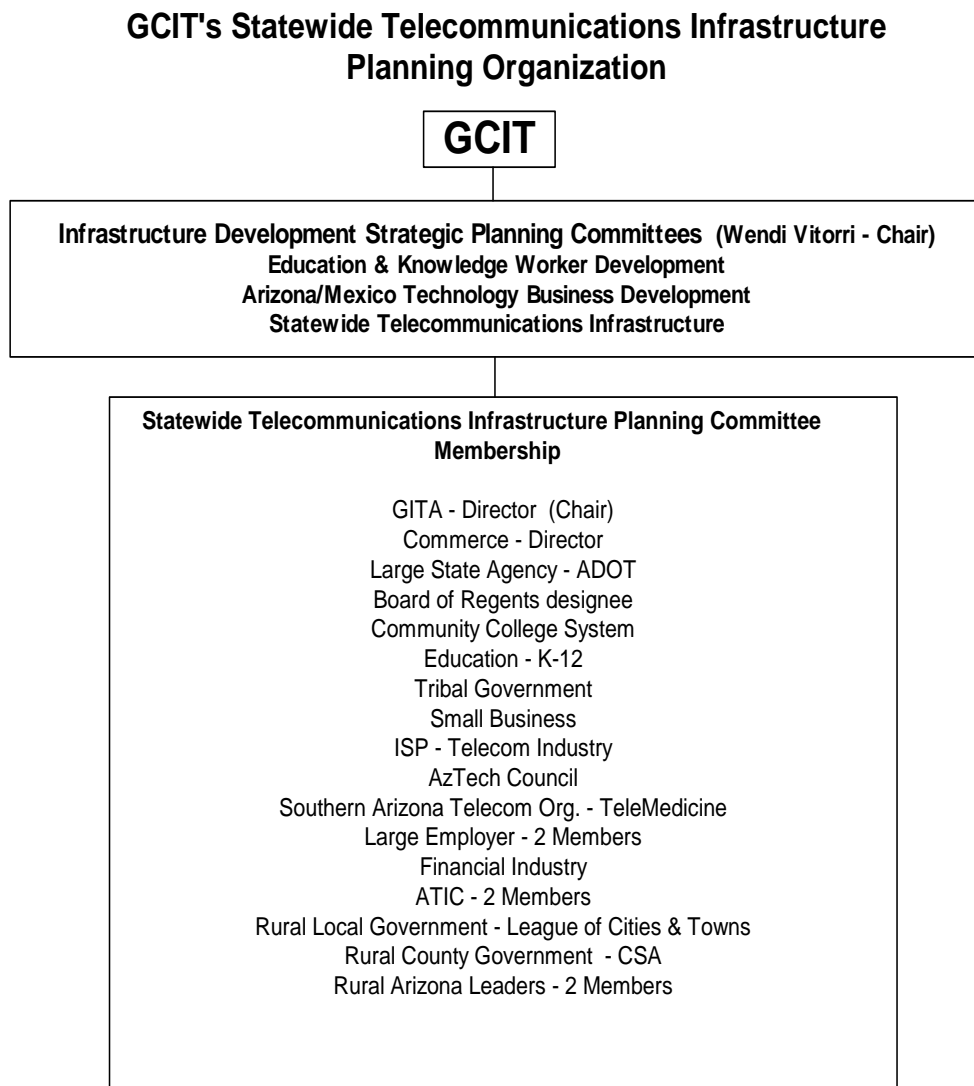 GCIT's Statewide Telecommunications Infrastructure
Planning Organization
GCIT
Infrastructure Development Strategic Planning Committees (Wendi Vitorri - Chair)
Education & Knowledge Worker Development
Arizona/Mexico Technology Business Development
Statewide Telecommunications Infrastructure
Statewide Telecommunications Infrastructure Planning Committee
Membership
GITA - Director (Chair)
Commerce - Director
Large State Agency - ADOT
Board of Regents designee
Community College System
Education - K-12
Tribal Government
Small Business
ISP - Telecom Industry
AzTech Council
Southern Arizona Telecom Org. - TeleMedicine
Large Employer - 2 Members
Financial Industry
ATIC - 2 Members
Rural Local Government - League of Cities & Towns
Rural County Government - CSA
Rural Arizona Leaders - 2 Members